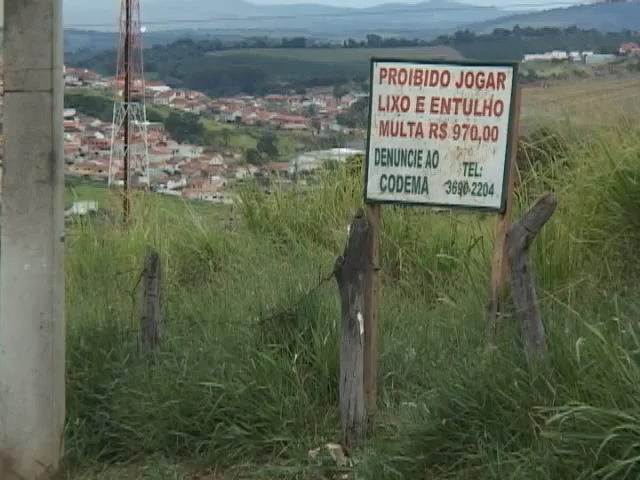 PROIBIDO JOGAR
LIXO E ENTULHO
MULTA R$ 970,00
DENUNCIE AO TEL:
CODEMA 3690-2204